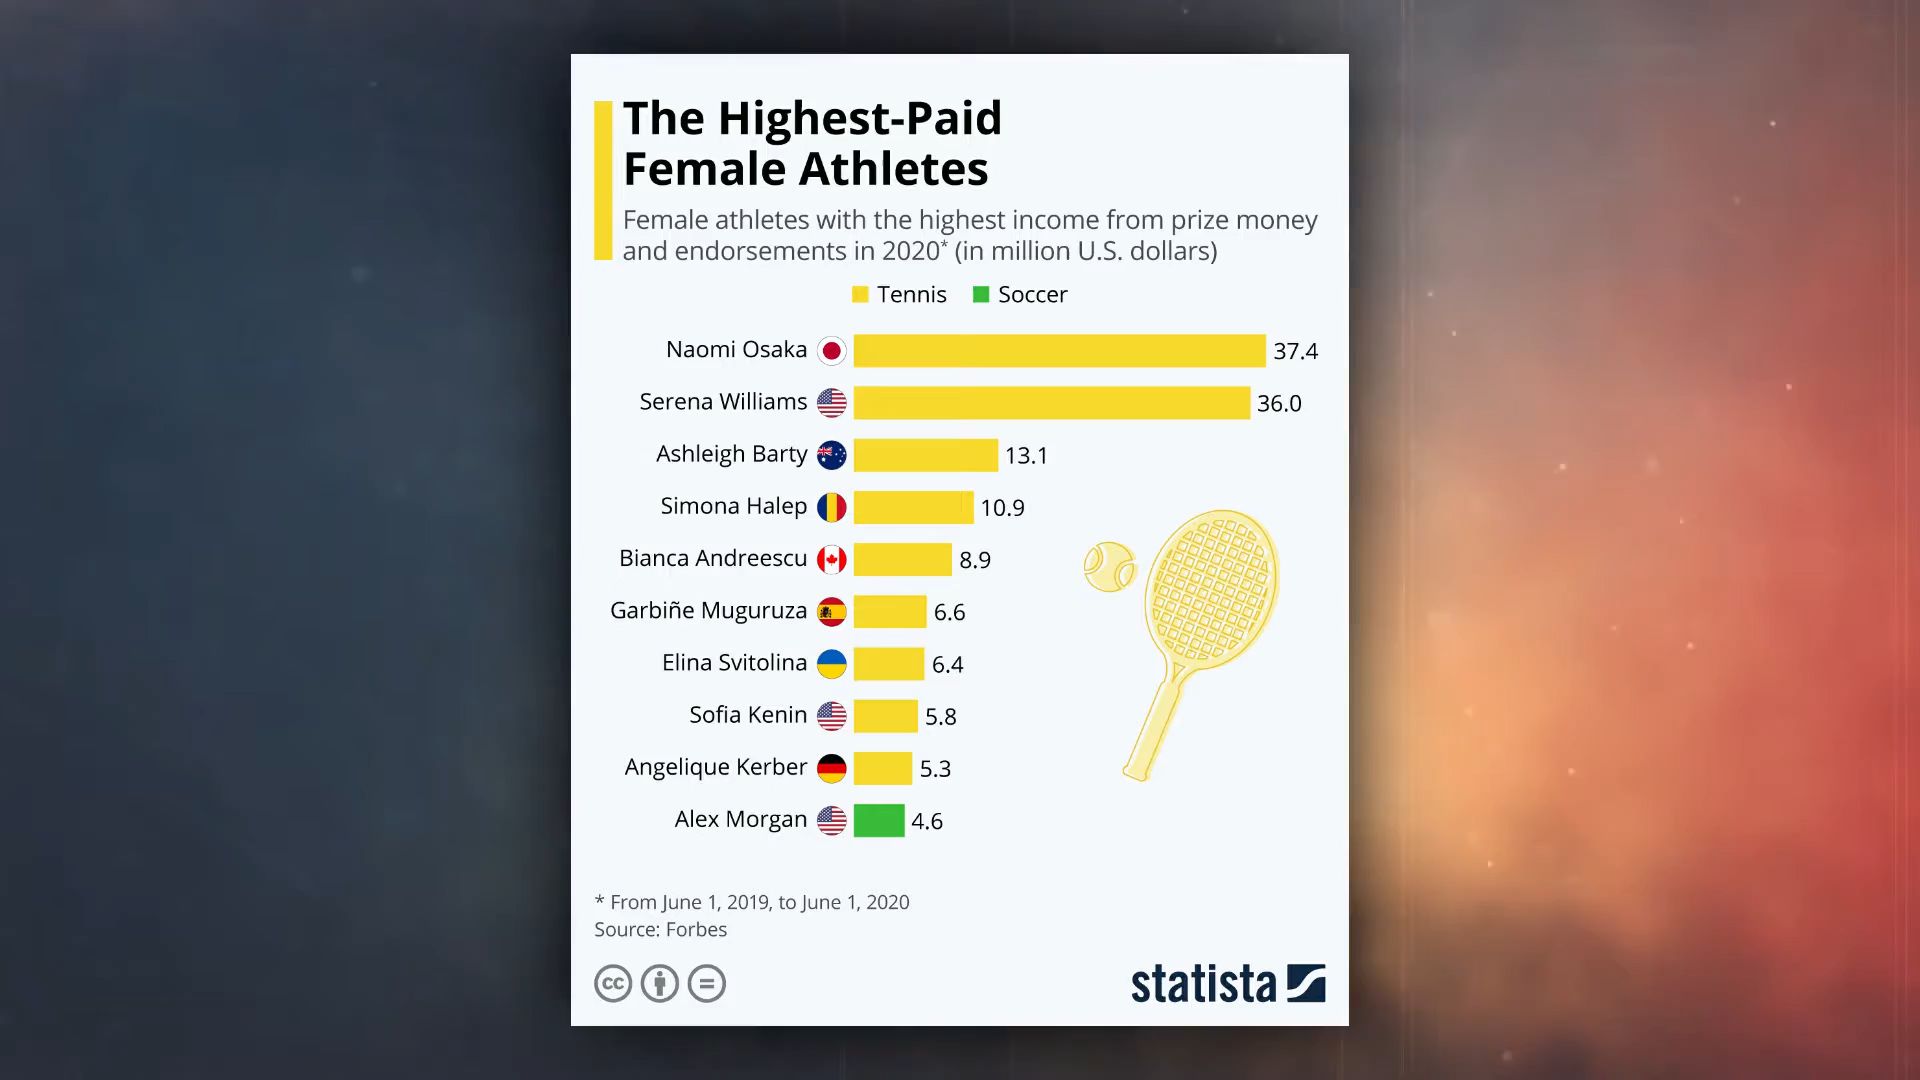 The Highest-Paid
Female Athletes
Female athletes with the highest income from prize money
and endorsements in 2020* (in million U.S. dollars)
Tennis Soccer
Naomi Osaka 37.4
Serena Williams 36.0
Ashleigh Barty 13.1
Simona Halep 10.9
Bianca Andreescu 8.9
Garbiñe Muguruza 6.6
Elina Svitolina 6.4
Sofia Kenin 5.8
Angelique Kerber 5.3
Alex Morgan 4.6
* From June 1, 2019, to June 1, 2020
Source: Forbes
cc
statista